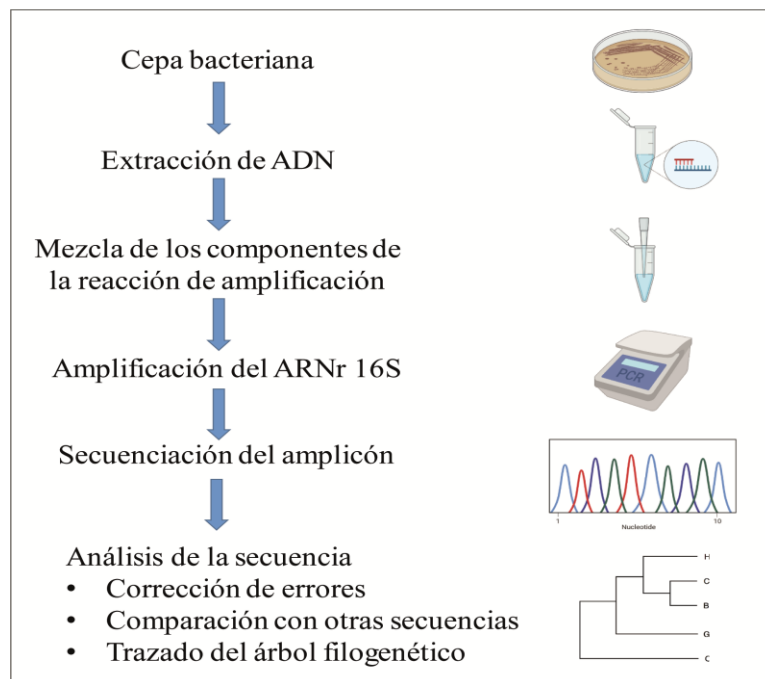 Cepa bacteriana
Extracción de ADN
Mezcla de los componentes de
la reacción de amplificación
Amplificación del ARNr 16S
PCR
Secuenciación del amplicón
1
10
Nucleotide
Análisis de la secuencia
• Corrección de errores
• Comparación con otras secuencias
• Trazado del árbol filogenético
H
C
B
G